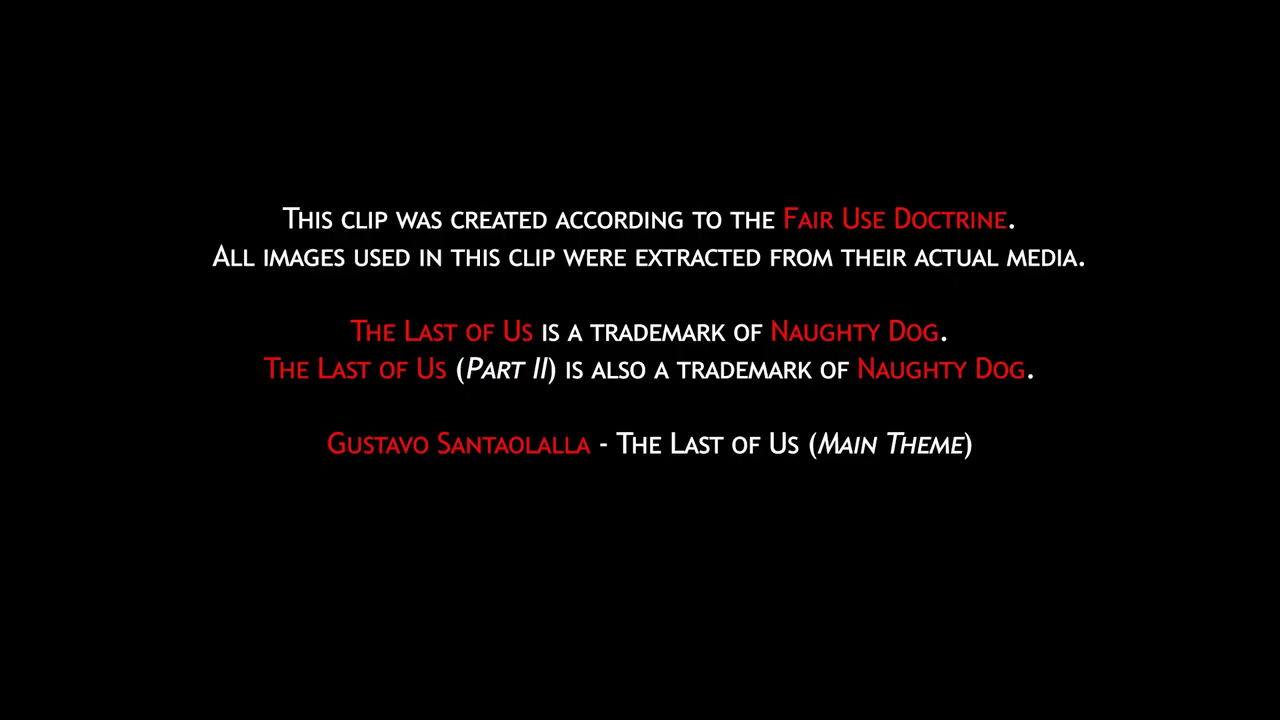 This clip was created according to the Fair Use Doctrine.
All images used in this clip were extracted from their actual media.
The Last of Us is a trademark of Naughty Dog.
The Last of Us (Part II) is also a trademark of Naughty Dog.
Gustavo Santaolalla - The Last of Us (Main Theme)